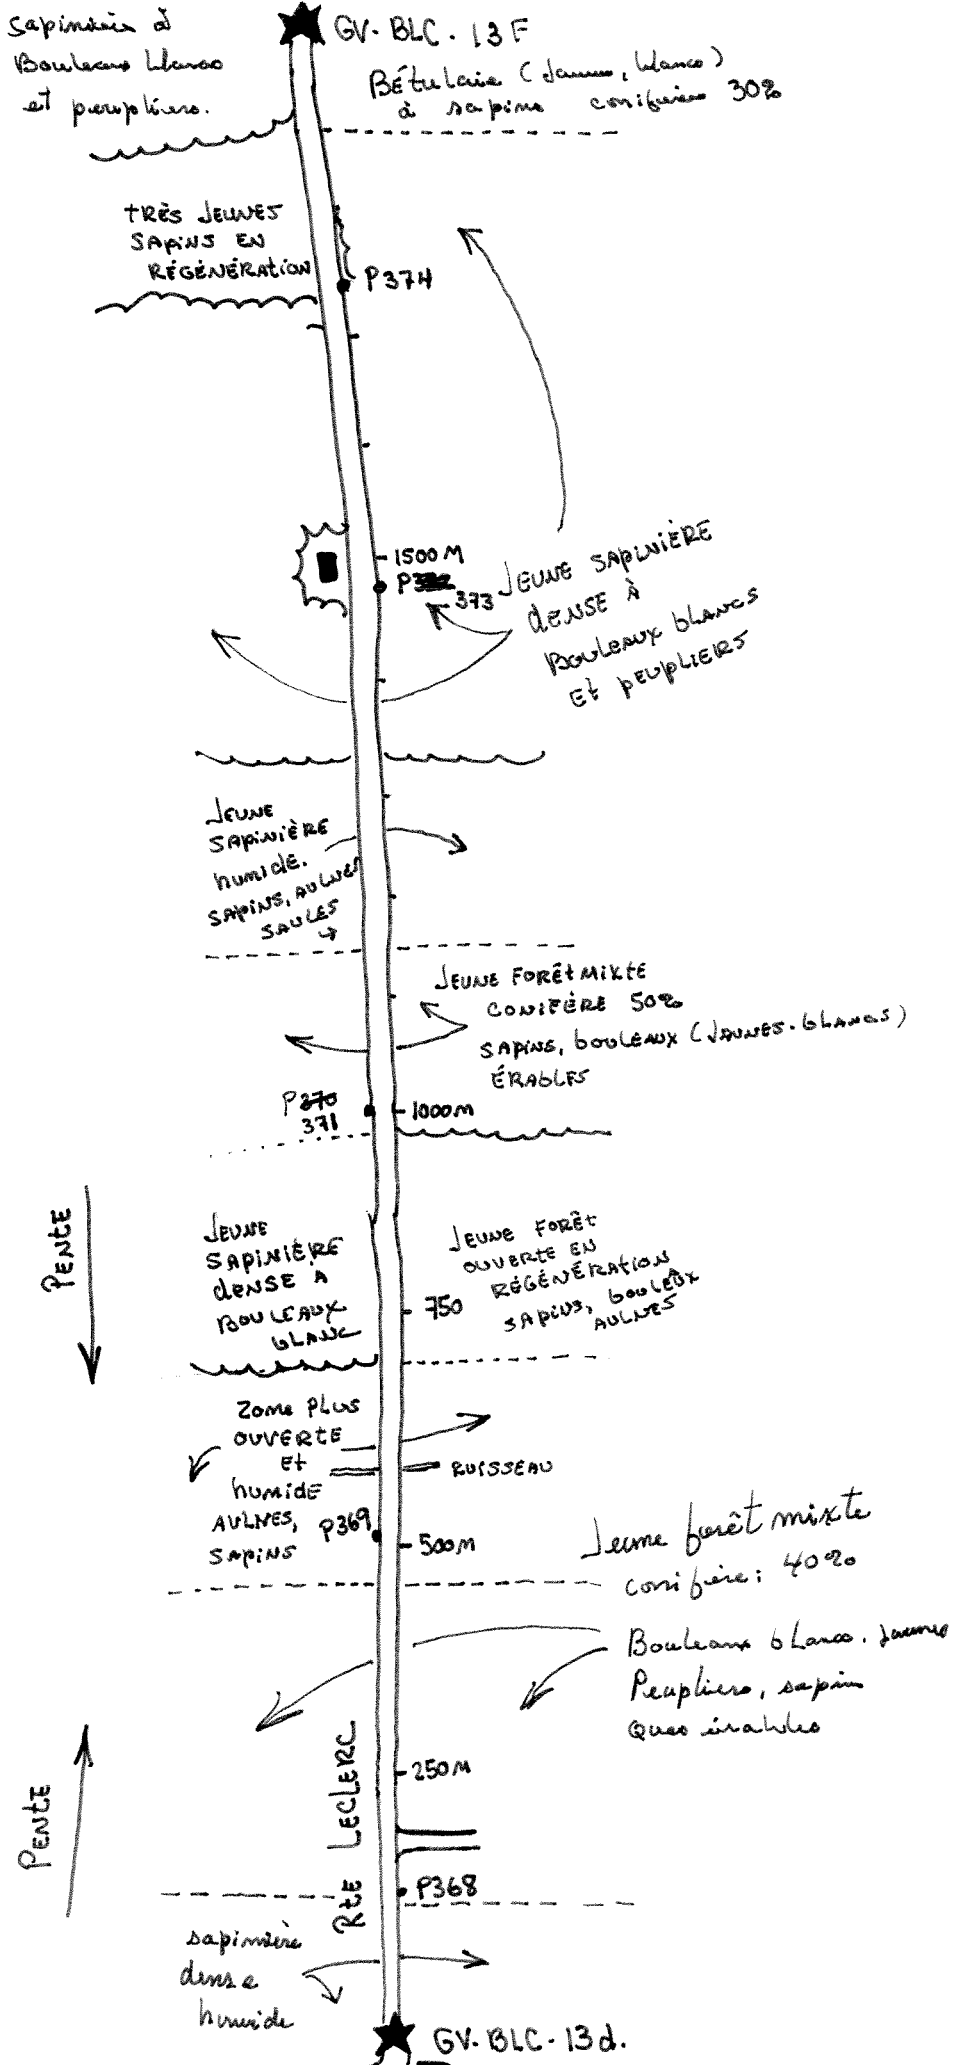 Sapinière à
Bouleaux blancs
et peupliers.
GV-BLC-13F
Bétulaie (Jaunes, blancs)
à sapins conifères 30%
TRÈS JEUNES
SAPINS EN
RÉGÉNÉRATION
P374
1500 M
P
373
JEUNE SAPINIÈRE
dENSE À
BOULEAUX blANCS
Et pEUpLIERS
JEUNE
SAPINIÈRE
humide.
SAPINS, AULNES
SAULES
JEUNE FORÊT MIXTE
CONIFÈRE 50%
SAPINS, bOULEAUX (JAUNES-bLANCS)
ÉRAbLES
P370
371
1000M
PENTE
JEUNE
SAPINIÈRE
dENSE À
BOULEAUX
bLANC
JEUNE FORÊt
OUVERTE EN
RÉGÉNÉRATION
SAPINS, bOULEAUX
AULNES
750
ZONE PLUS
OUVERTE
Et
humide
AULNES,
SAPINS
RUISSEAU
P369
500M
Jeune forêt mixte
conifère: 40%
Bouleaux blancs. jaunes
Peupliers, sapins
Ques érables
PENTE
250M
RtE LECLERC
P368
sapinière
dense
humide
GV-BLC-13d.